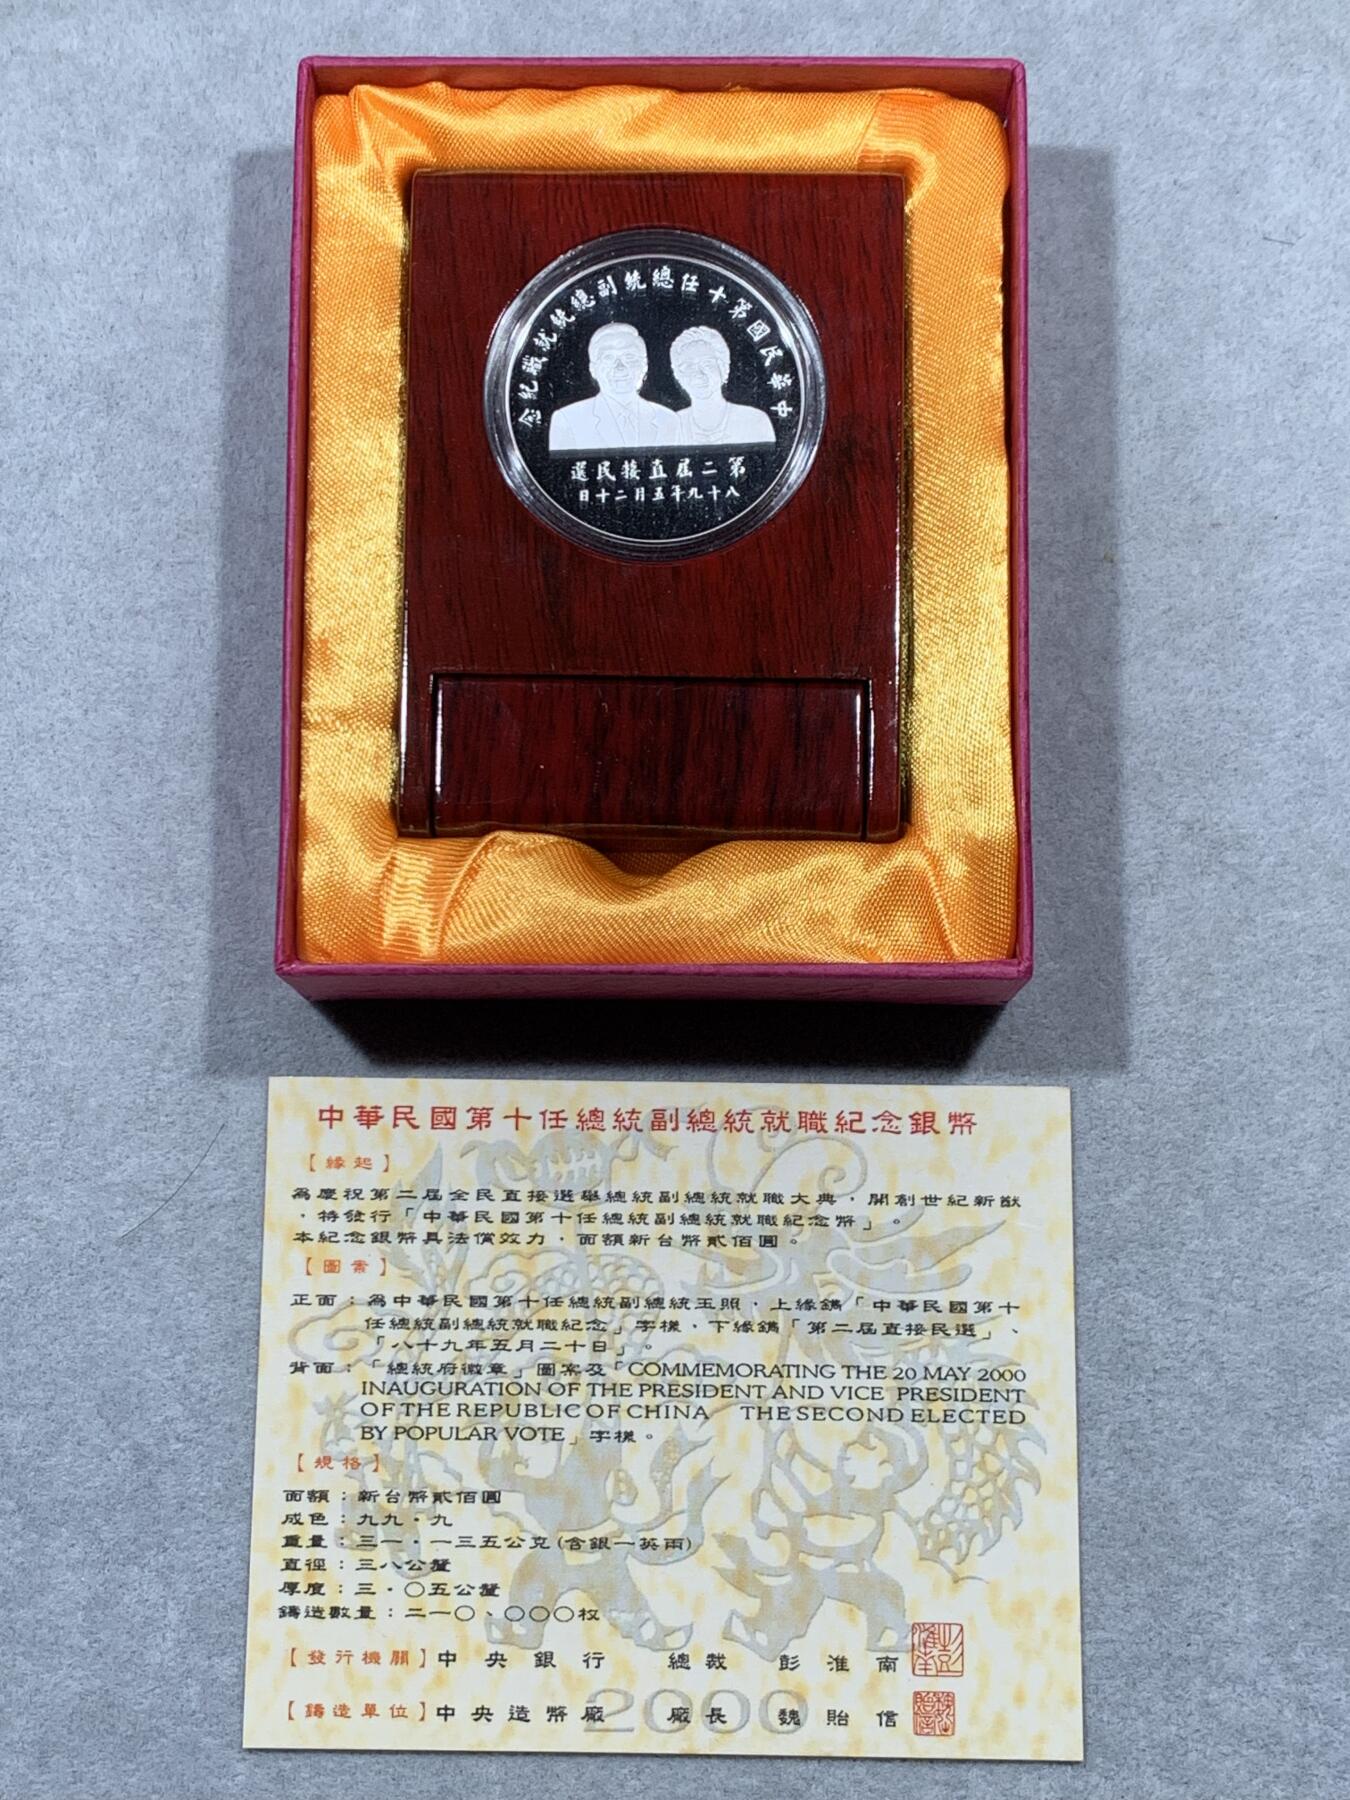 中華民國第十任總統副總統就職紀念
第二屆直接民選
八十九年五月二十日
中華民國第十任總統副總統就職紀念銀幣
【緣起】
為慶祝第二屆全民直接選舉總統副總統就職大典,開創世紀新猷
,特發行「中華民國第十任總統副總統就職紀念幣」。
本紀念銀幣具法償效力,面額新台幣貳佰圓。
【圖案】
正面:為中華民國第十任總統副總統玉照,上緣鐫「中華民國第十
任總統副總統就職紀念」字樣,下緣鐫「第二屆直接民選」、
「八十九年五月二十日」。
背面:「總統府徽章」圖案及「COMMEMORATING THE 20 MAY 2000
INAUGURATION OF THE PRESIDENT AND VICE PRESIDENT
OF THE REPUBLIC OF CHINA THE SECOND ELECTED
BY POPULAR VOTE」字樣。
【規格】
面額:新台幣貳佰圓
成色:九九.九
重量:三一.一三五公克(含銀一英兩)
直徑:三八公釐
厚度:三.○五公釐
鑄造數量:二一○、○○○枚
【發行機關】中央銀行 總裁 彭淮南
【鑄造單位】中央造幣廠 廠長 魏貽信
2000